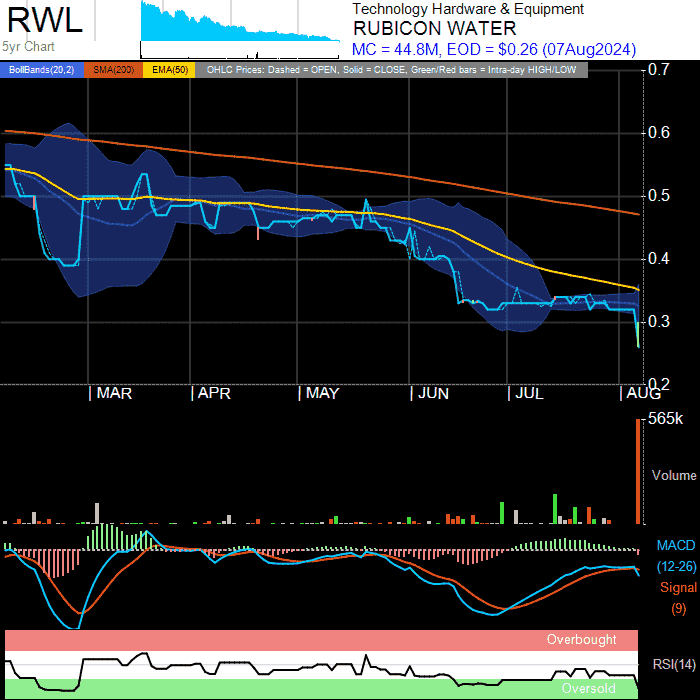 RWL
5yr Chart
Technology Hardware & Equipment
RUBICON WATER
MC = 44.8M, EOD = $0.26 (07Aug2024)
BollBands(20,2) SMA(200) EMA(50) OHLC Prices: Dashed = OPEN, Solid = CLOSE, Green/Red bars = Intra-day HIGH/LOW
0.7
0.6
0.5
0.4
0.3
0.2
MAR APR MAY JUN JUL AUG
565k
Volume
MACD
(12-26)
Signal
(9)
Overbought
RSI(14)
Oversold